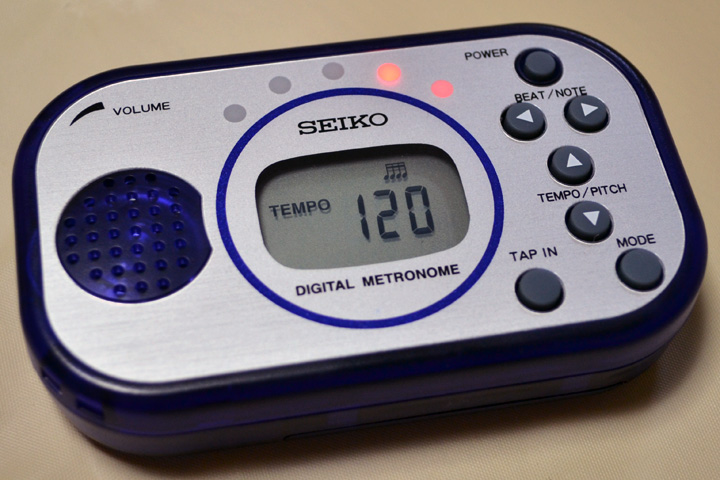 POWER
VOLUME
BEAT/NOTE
SEIKO
TEMPO 120
TEMPO/PITCH
DIGITAL METRONOME
TAP IN
MODE